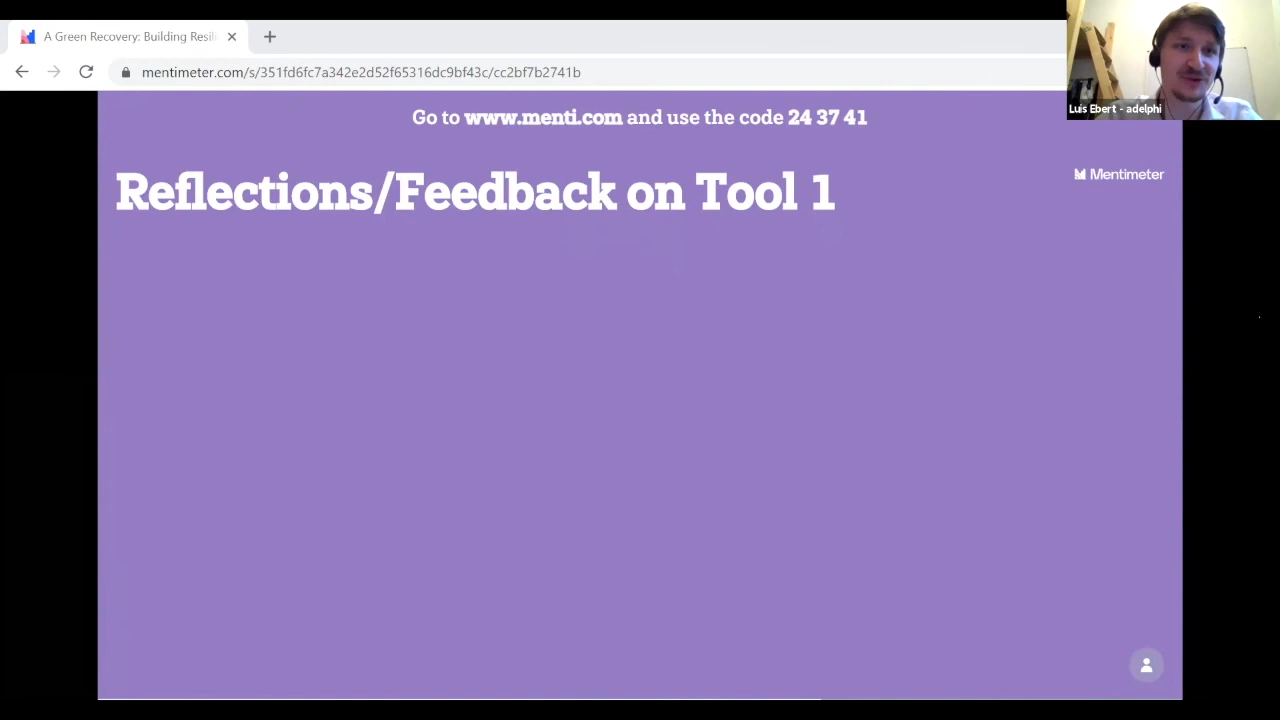 A Green Recovery: Building Resili
mentimeter.com/s/351fd6fc7a342e2d52f65316dc9bf43c/cc2bf7b2741b
Luis Ebert - adelphi
Go to www.menti.com and use the code 24 37 41
Mentimeter
Reflections/Feedback on Tool 1